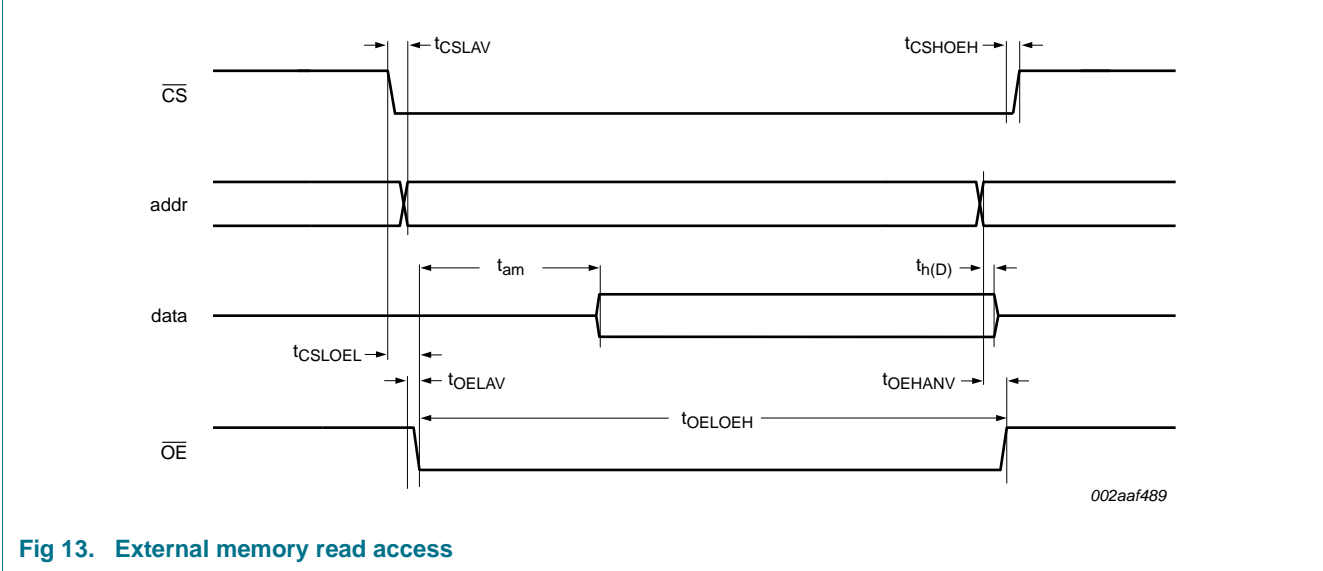 tCSLAV
tCSHOEH
CS
addr
tam
th(D)
data
tCSLOEL
tOELAV
tOEHANV
tOELOEH
OE
002aaf489
Fig 13. External memory read access